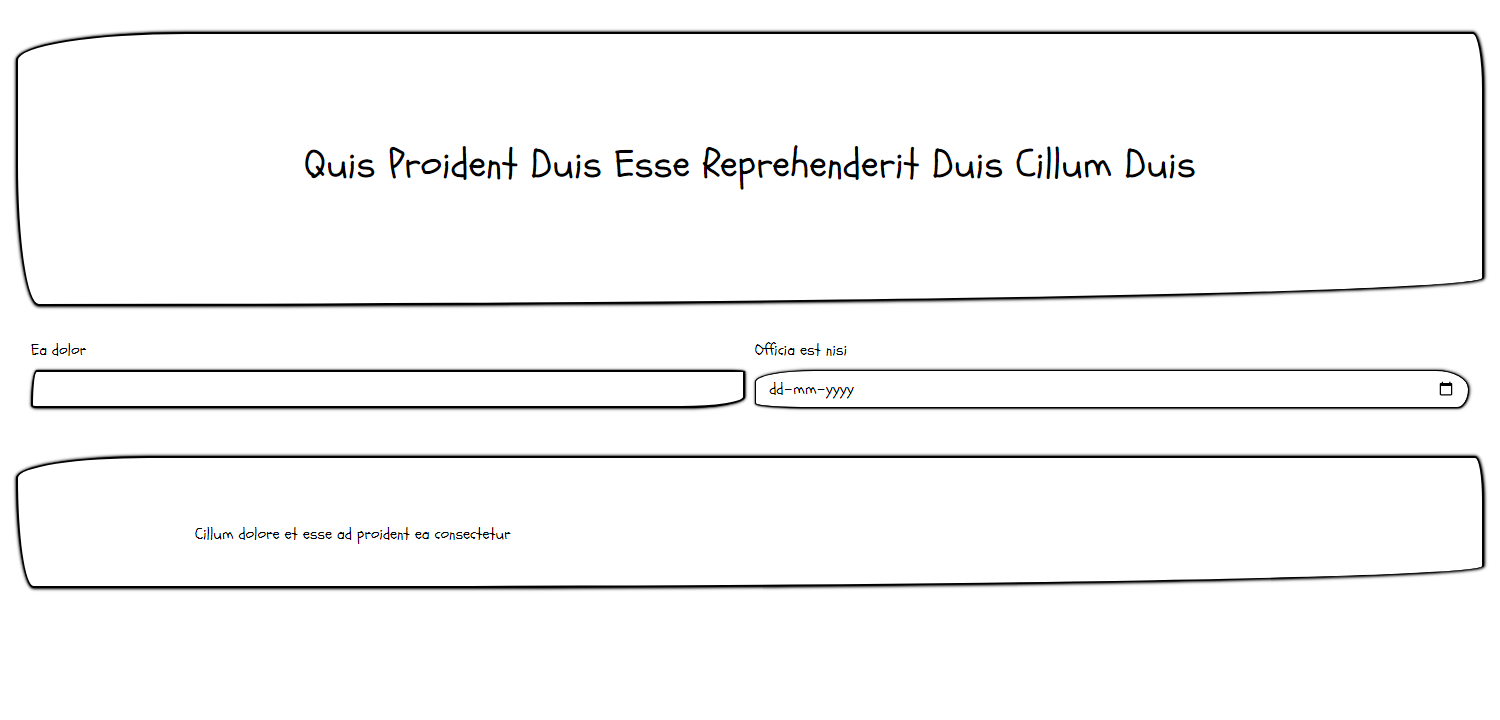 Quis Proident Duis Esse Reprehenderit Duis Cillum Duis
Ea dolor
Officia est nisi
dd-mm-yyyy
Cillum dolore et esse ad proident ea consectetur